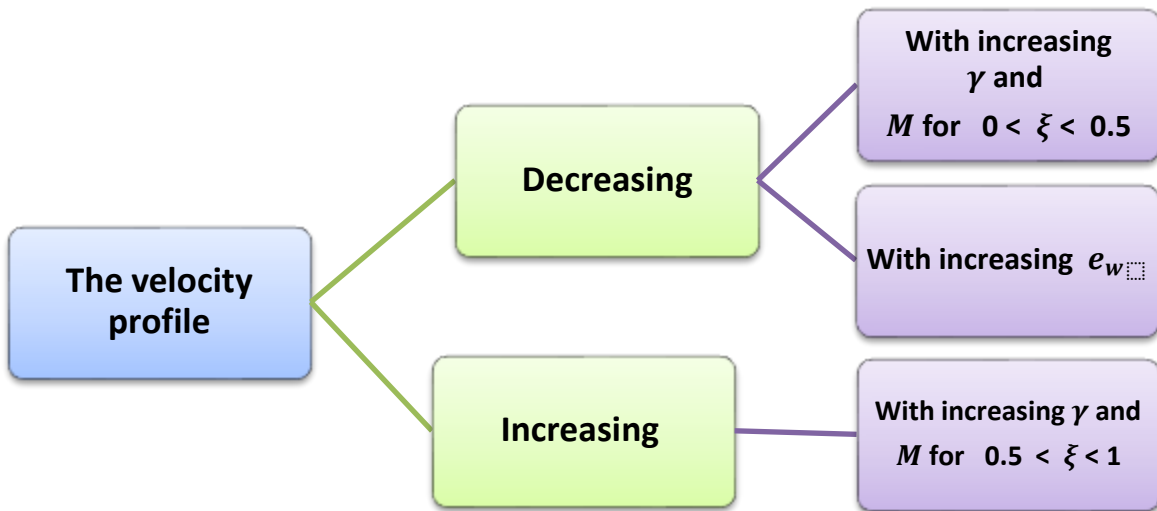 The velocity
profile
Decreasing
With increasing
γ and
M for 0 < ξ < 0.5
With increasing e_w
Increasing
With increasing γ and
M for 0.5 < ξ < 1